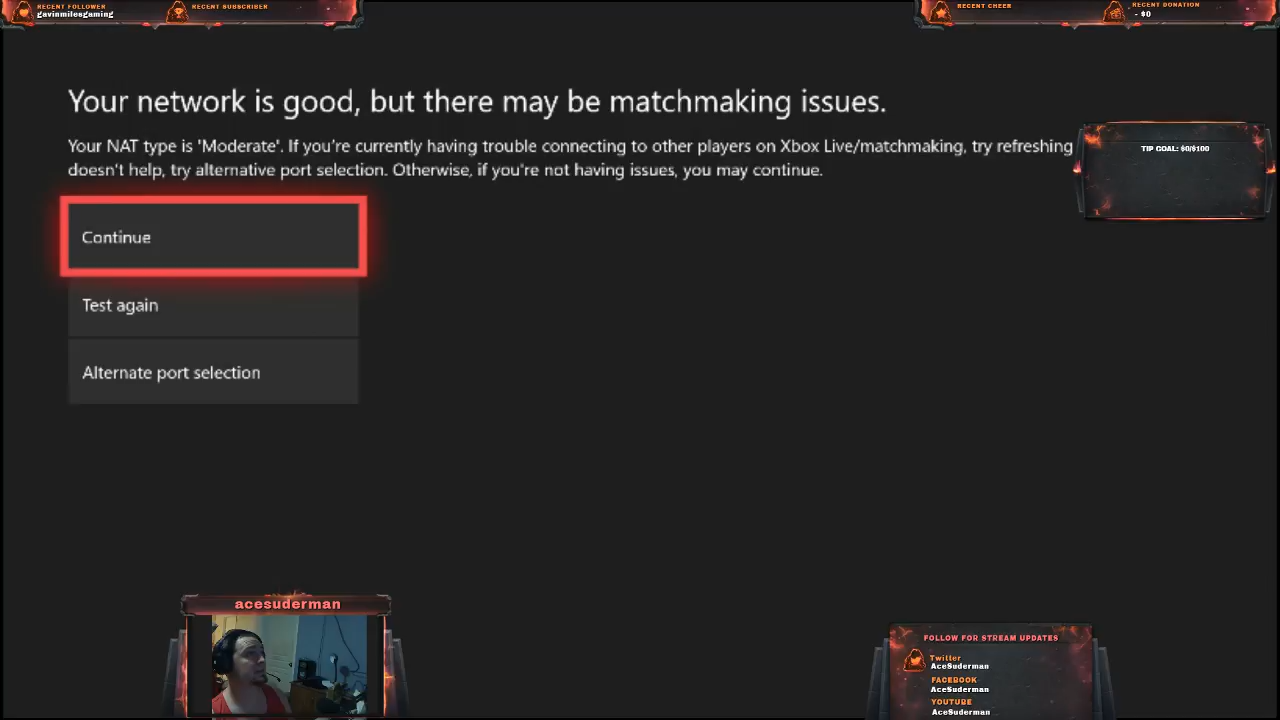 RECENT FOLLOWER
gavinmilesgaming
RECENT SUBSCRIBER
RECENT CHEER
RECENT DONATION
- $0
Your network is good, but there may be matchmaking issues.
Your NAT type is 'Moderate'. If you're currently having trouble connecting to other players on Xbox Live/matchmaking, try refreshing
doesn't help, try alternative port selection. Otherwise, if you're not having issues, you may continue.
TIP GOAL: $0/$100
Continue
Test again
Alternate port selection
acesuderman
FOLLOW FOR STREAM UPDATES
Twitter
AceSuderman
FACEBOOK
AceSuderman
YOUTUBE
AceSuderman